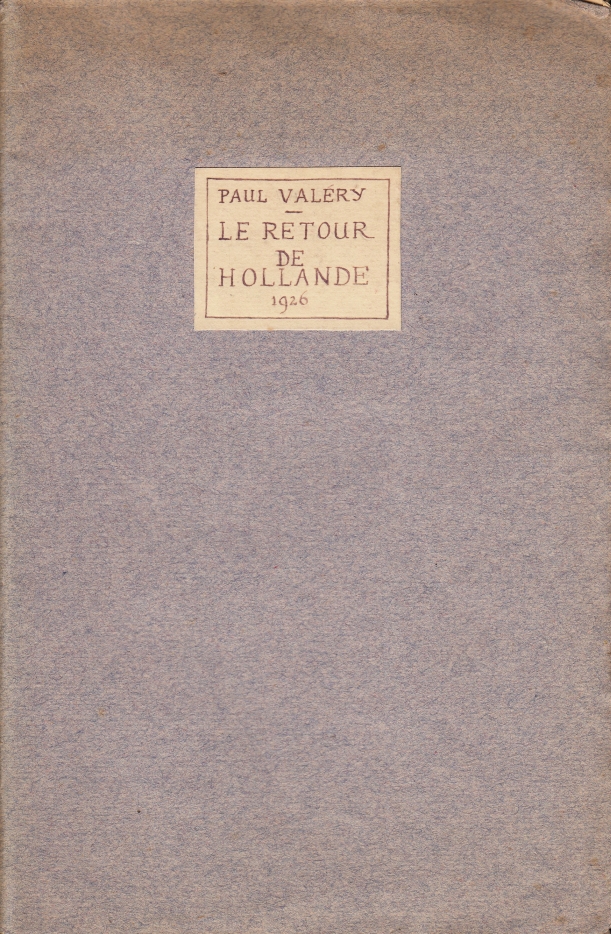 PAUL VALÉRY
LE RETOUR
DE
HOLLANDE
1926